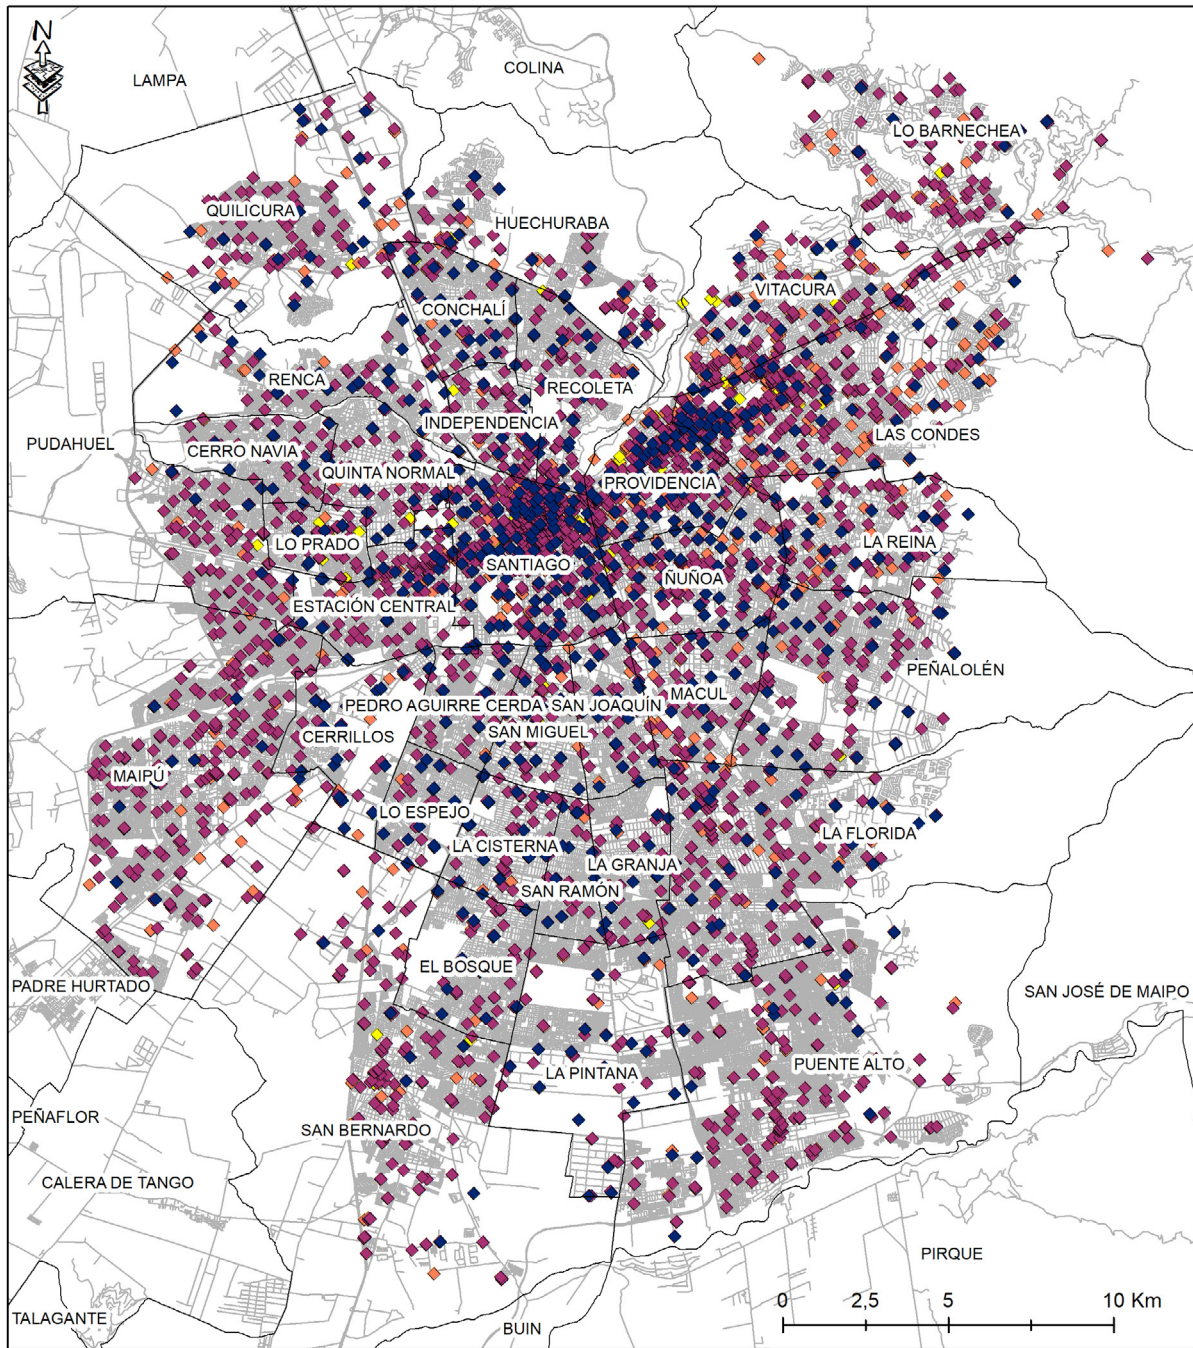 N
LAMPA
COLINA
LO BARNECHEA
QUILICURA
HUECHURABA
VITACURA
CONCHALÍ
RENCA
RECOLETA
INDEPENDENCIA
LAS CONDES
PUDAHUEL
CERRO NAVIA
QUINTA NORMAL
PROVIDENCIA
LO PRADO
LA REINA
SANTIAGO
ÑUÑOA
ESTACIÓN CENTRAL
PEÑALOLÉN
MACUL
PEDRO AGUIRRE CERDA
SAN JOAQUÍN
SAN MIGUEL
CERRILLOS
MAIPÚ
LO ESPEJO
LA FLORIDA
LA CISTERNA
LA GRANJA
SAN RAMÓN
EL BOSQUE
PADRE HURTADO
SAN JOSÉ DE MAIPO
PUENTE ALTO
LA PINTANA
PEÑAFLOR
SAN BERNARDO
CALERA DE TANGO
PIRQUE
0 2,5 5 10 Km
TALAGANTE
BUIN